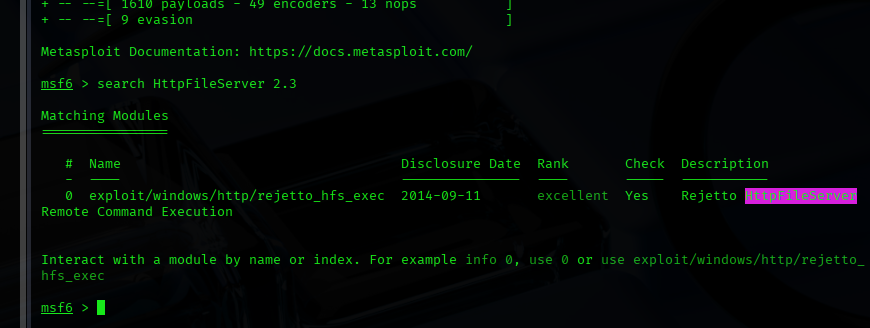 + -- --=[ 1610 payloads - 49 encoders - 13 nops ]
+ -- --=[ 9 evasion ]
Metasploit Documentation: https://docs.metasploit.com/
msf6 > search HttpFileServer 2.3
Matching Modules
================
# Name Disclosure Date Rank Check Description
- ---- --------------- ---- ----- -----------
0 exploit/windows/http/rejetto_hfs_exec 2014-09-11 excellent Yes Rejetto HttpFileServer
Remote Command Execution
Interact with a module by name or index. For example info 0, use 0 or use exploit/windows/http/rejetto_
hfs_exec
msf6 >